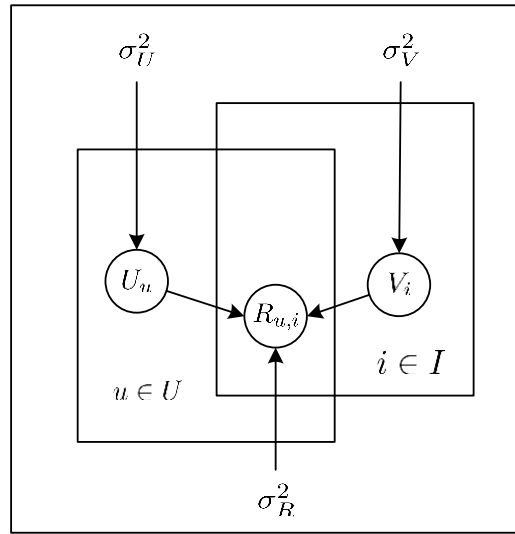 σ²_U σ²_V
U_u V_i
R_{u,i}
i ∈ I
u ∈ U
σ²_R